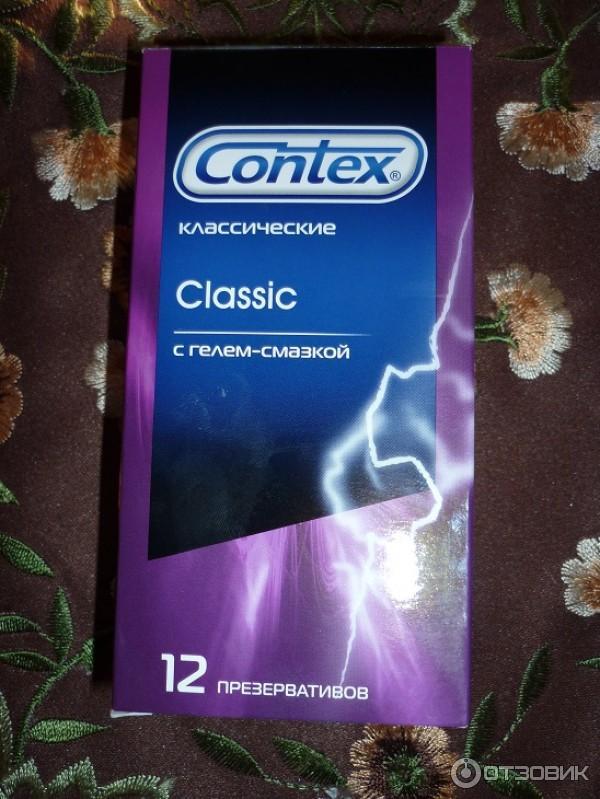 Contex®
классические
Classic
с гелем-смазкой
12 презервативов
ОТЗОВИК